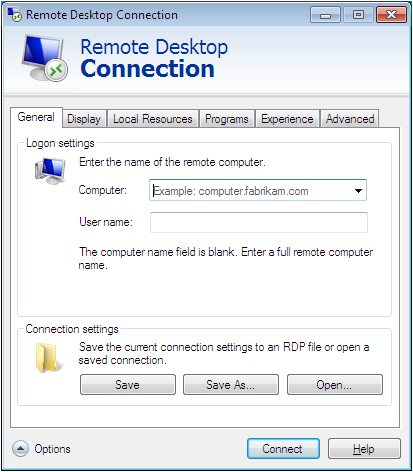 Remote Desktop Connection
Remote Desktop
Connection
General Display Local Resources Programs Experience Advanced
Logon settings
Enter the name of the remote computer.
Computer: Example: computer.fabrikam.com
User name:
The computer name field is blank. Enter a full remote computer
name.
Connection settings
Save the current connection settings to an RDP file or open a
saved connection.
Save Save As... Open...
Options Connect Help